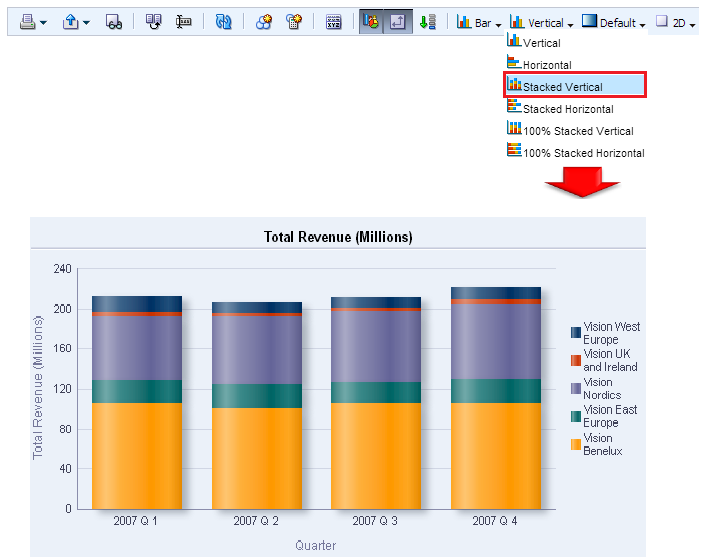 Bar Vertical Default 2D
XYZ
Vertical
Horizontal
Stacked Vertical
Stacked Horizontal
100% Stacked Vertical
100% Stacked Horizontal
Total Revenue (Millions)
Total Revenue (Millions)
240
200
160
120
80
40
0
2007 Q 1 2007 Q 2 2007 Q 3 2007 Q 4
Quarter
Vision West
Europe
Vision UK
and Ireland
Vision
Nordics
Vision East
Europe
Vision
Benelux